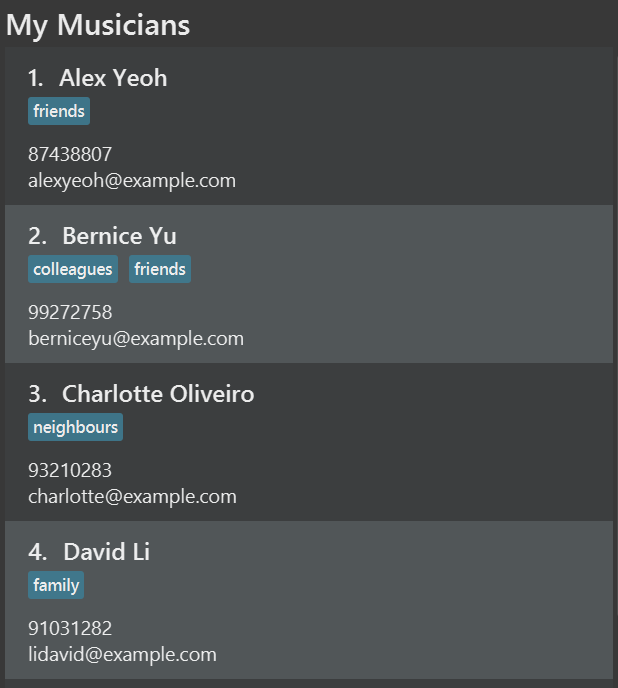 My Musicians
1. Alex Yeoh
friends
87438807
alexyeoh@example.com
2. Bernice Yu
colleagues friends
99272758
berniceyu@example.com
3. Charlotte Oliveiro
neighbours
93210283
charlotte@example.com
4. David Li
family
91031282
lidavid@example.com